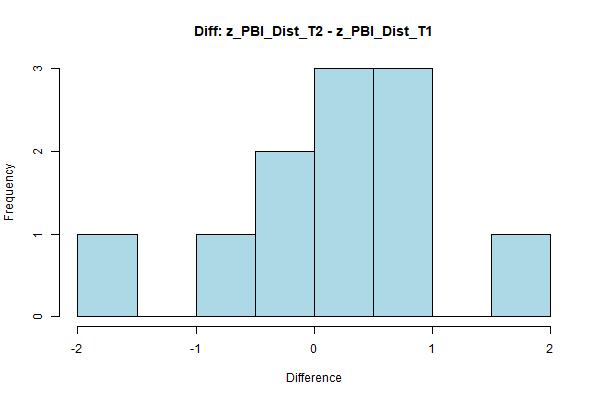 Diff: z_PBI_Dist_T2 - z_PBI_Dist_T1
Frequency
3
2
1
0
-2 -1 0 1 2
Difference